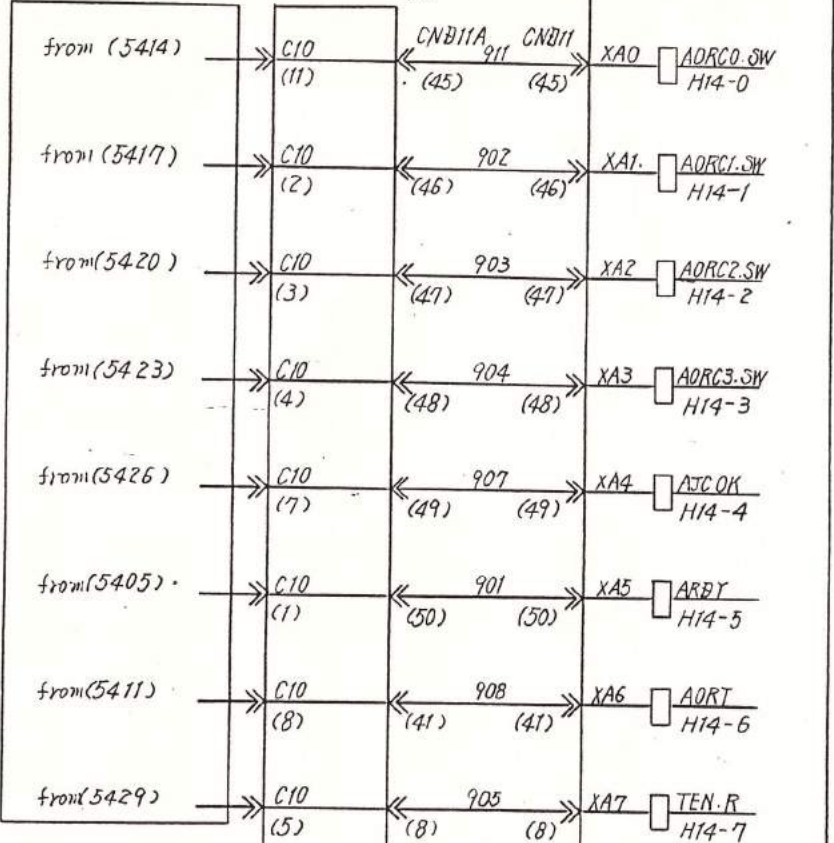 from (5414) C10 CNB11A 911 CNB11 XA0 AORC0.SW
(11) (45) (45) H14-0
from (5417) C10 902 XA1. AORC1.SW
(2) (46) (46) H14-1
from(5420) C10 903 XA2 AORC2.SW
(3) (47) (47) H14-2
from(5423) C10 904 XA3 AORC3.SW
(4) (48) (48) H14-3
from(5426) C10 907 XA4 AJCOK
(7) (49) (49) H14-4
from(5405). C10 901 XA5 ARDY
(1) (50) (50) H14-5
from(5411) C10 908 XA6 AORT
(8) (41) (41) H14-6
from(5429) C10 905 XA7 TEN.R
(5) (8) (8) H14-7